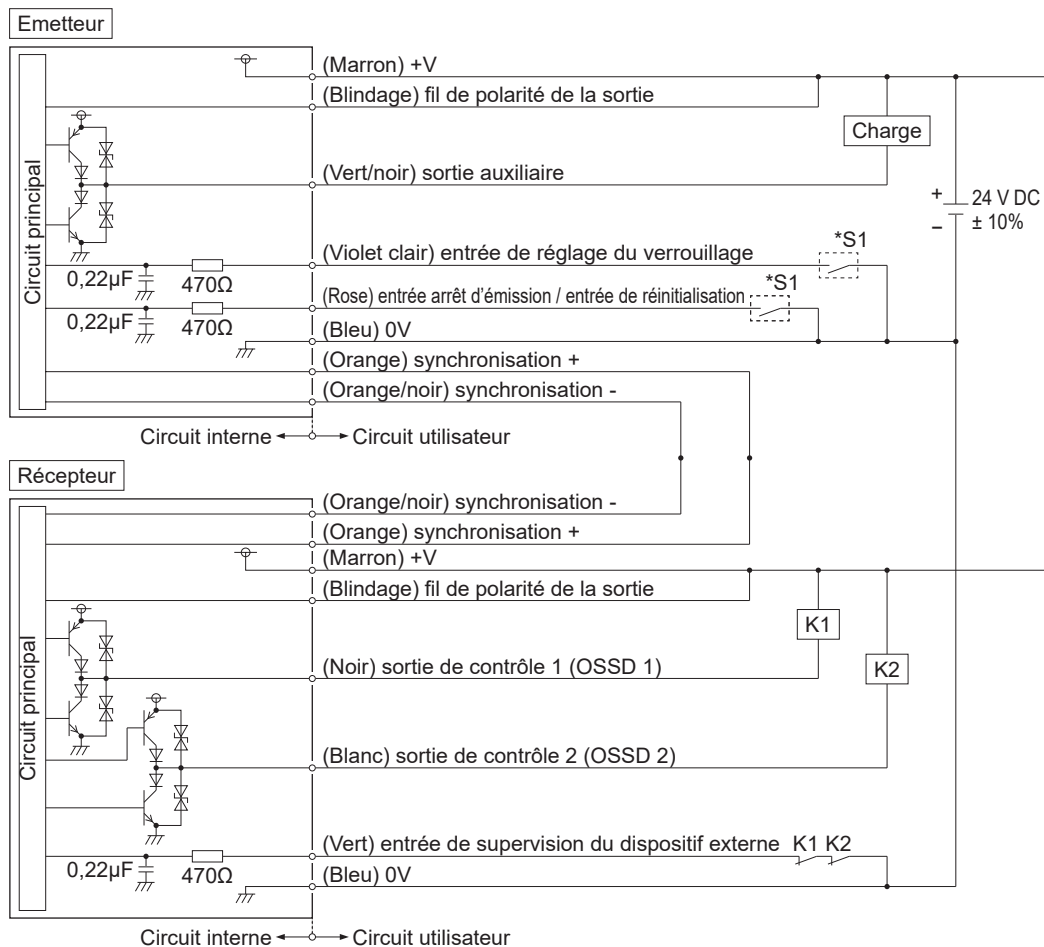 Emetteur
(Marron) +V
(Blindage) fil de polarité de la sortie
Charge
Circuit principal
(Vert/noir) sortie auxiliaire
+
24 V DC
−
± 10%
(Violet clair) entrée de réglage du verrouillage
*S1
0,22µF
470Ω
(Rose) entrée arrêt d'émission / entrée de réinitialisation
*S1
0,22µF
470Ω
(Bleu) 0V
(Orange) synchronisation +
(Orange/noir) synchronisation -
Circuit interne
Circuit utilisateur
Récepteur
(Orange/noir) synchronisation -
(Orange) synchronisation +
(Marron) +V
(Blindage) fil de polarité de la sortie
K1
Circuit principal
(Noir) sortie de contrôle 1 (OSSD 1)
K2
(Blanc) sortie de contrôle 2 (OSSD 2)
(Vert) entrée de supervision du dispositif externe K1 K2
0,22µF
470Ω
(Bleu) 0V
Circuit interne
Circuit utilisateur